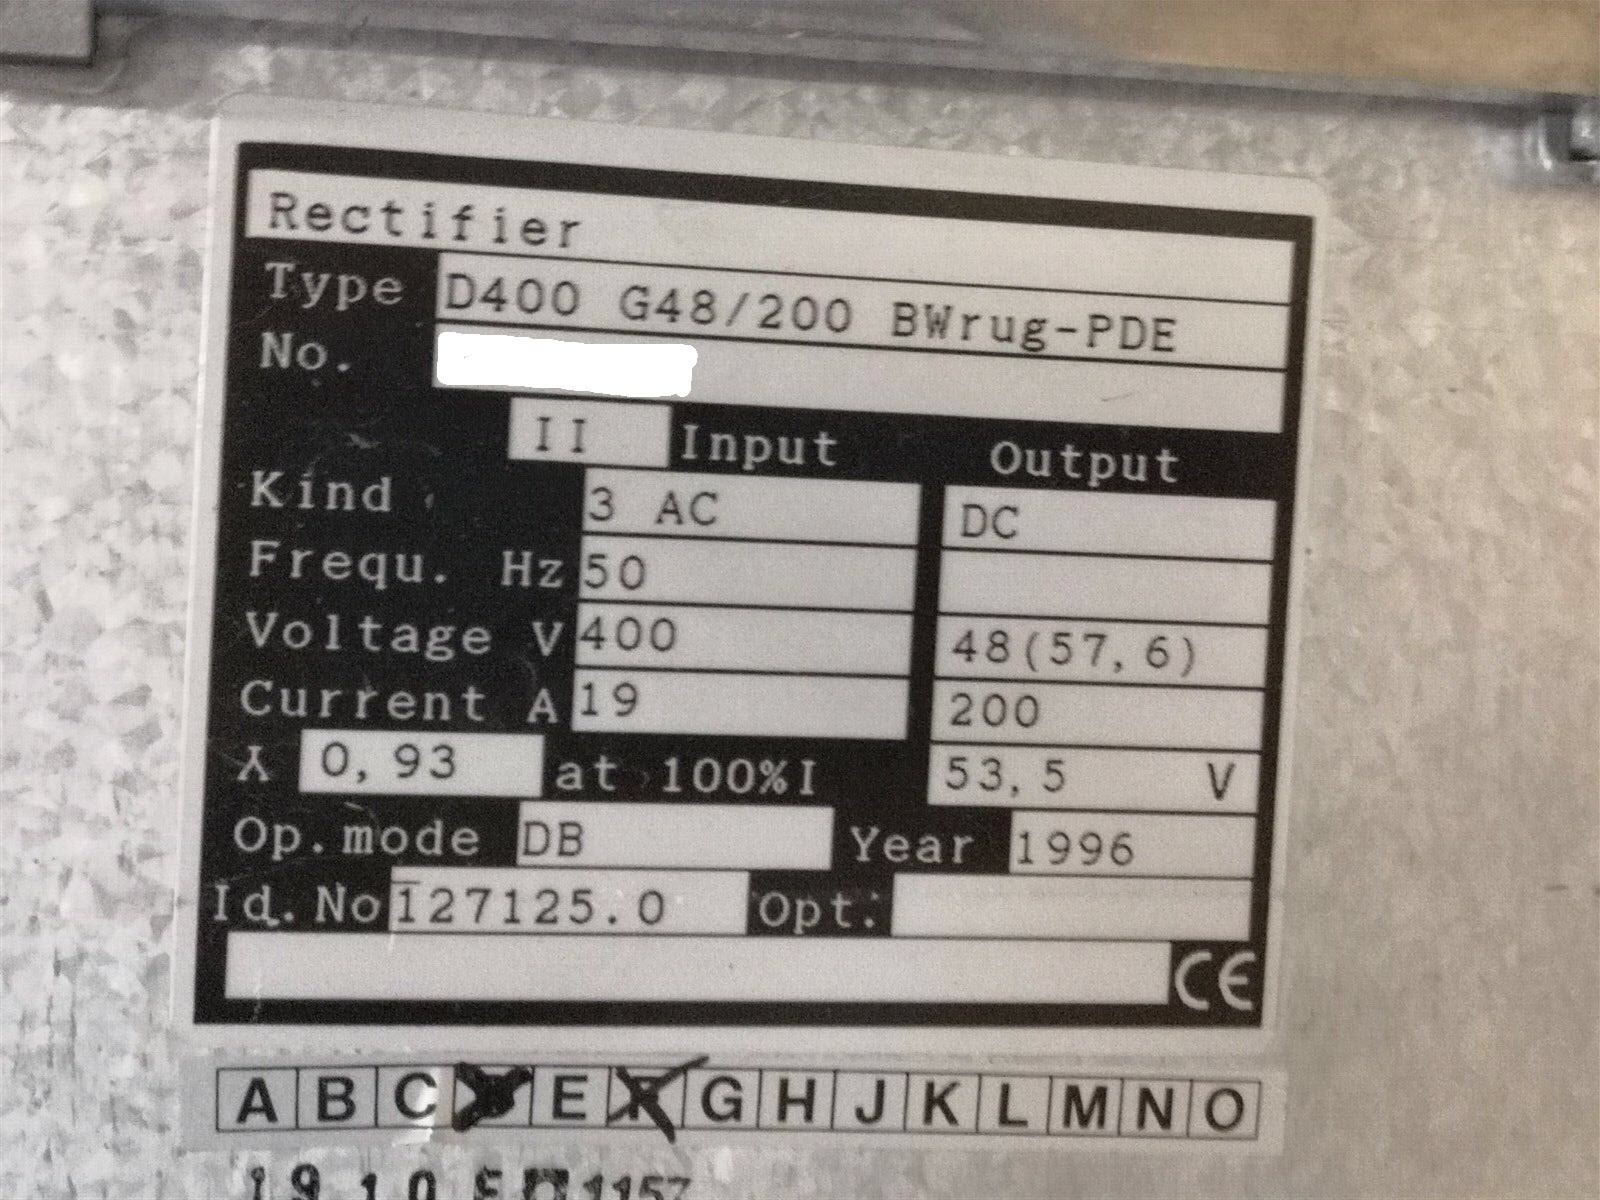 Rectifier
Type D400 G48/200 BWrug-PDE
No.
II Input Output
Kind 3 AC DC
Frequ. Hz 50
Voltage V 400 48(57,6)
Current A 19 200
λ 0,93 at 100%I 53,5 V
Op.mode DB Year 1996
Id.No 127125.0 Opt.
CE
A B C E G H J K L M N O